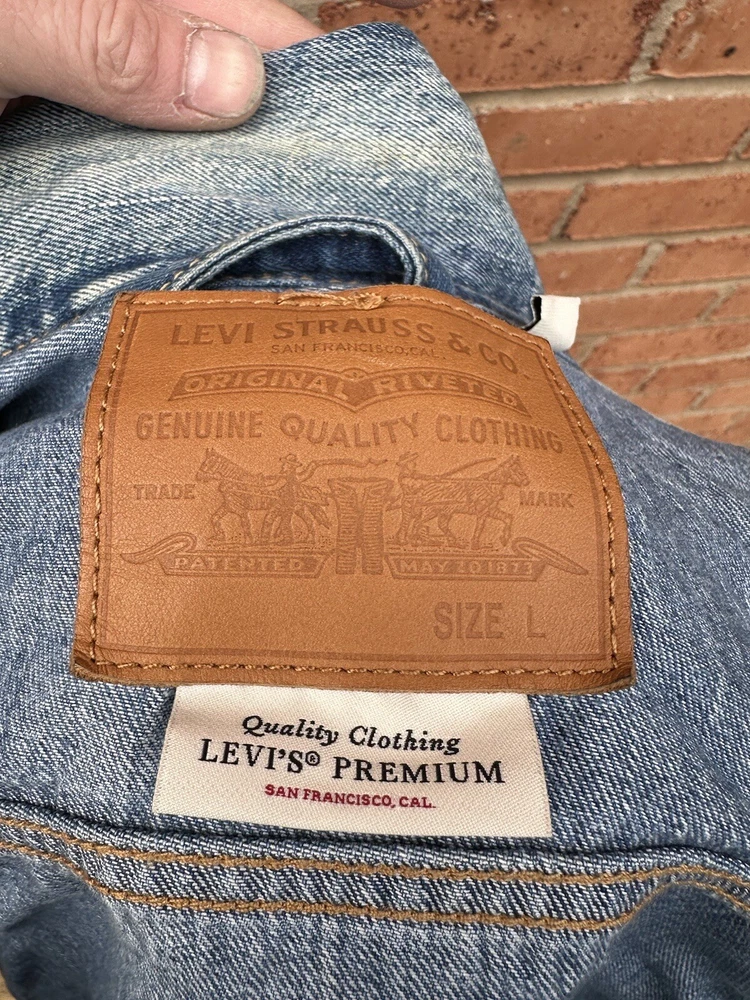 LEVI STRAUSS & CO.
SAN FRANCISCO, CAL.
ORIGINAL RIVETED
GENUINE QUALITY CLOTHING
TRADE MARK
PATENTED MAY 20 1873
SIZE L
Quality Clothing
LEVI'S® PREMIUM
SAN FRANCISCO, CAL.